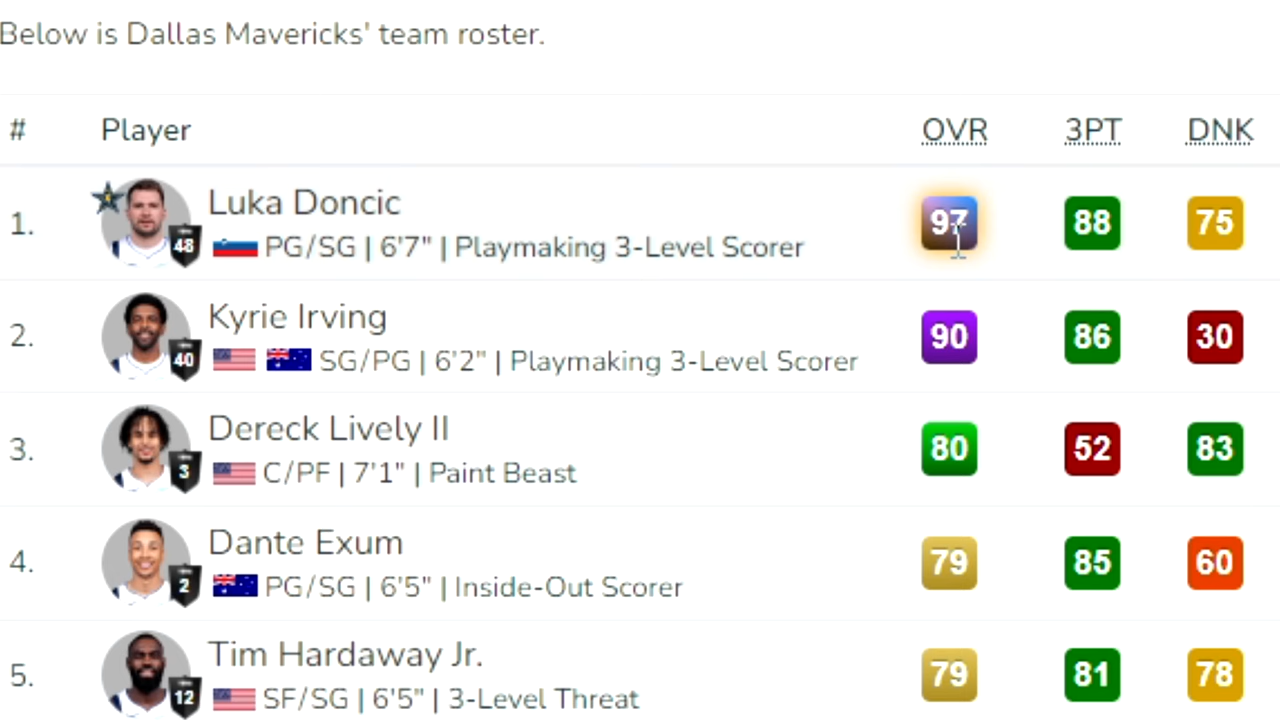 Below is Dallas Mavericks' team roster.
# Player OVR 3PT DNK
1. Luka Doncic 97 88 75
48 PG/SG | 6'7" | Playmaking 3-Level Scorer
2. Kyrie Irving 90 86 30
40 SG/PG | 6'2" | Playmaking 3-Level Scorer
3. Dereck Lively II 80 52 83
3 C/PF | 7'1" | Paint Beast
4. Dante Exum 79 85 60
2 PG/SG | 6'5" | Inside-Out Scorer
5. Tim Hardaway Jr. 79 81 78
12 SF/SG | 6'5" | 3-Level Threat